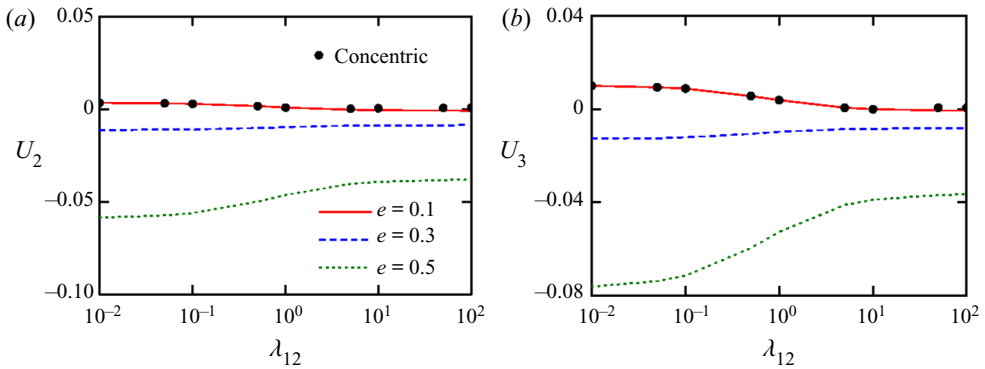 (a)
0.05
Concentric
0
U2
−0.05
e = 0.1
e = 0.3
e = 0.5
−0.10
10⁻² 10⁻¹ 10⁰ 10¹ 10²
λ12
(b)
0.04
0
U3
−0.04
−0.08
10⁻² 10⁻¹ 10⁰ 10¹ 10²
λ12